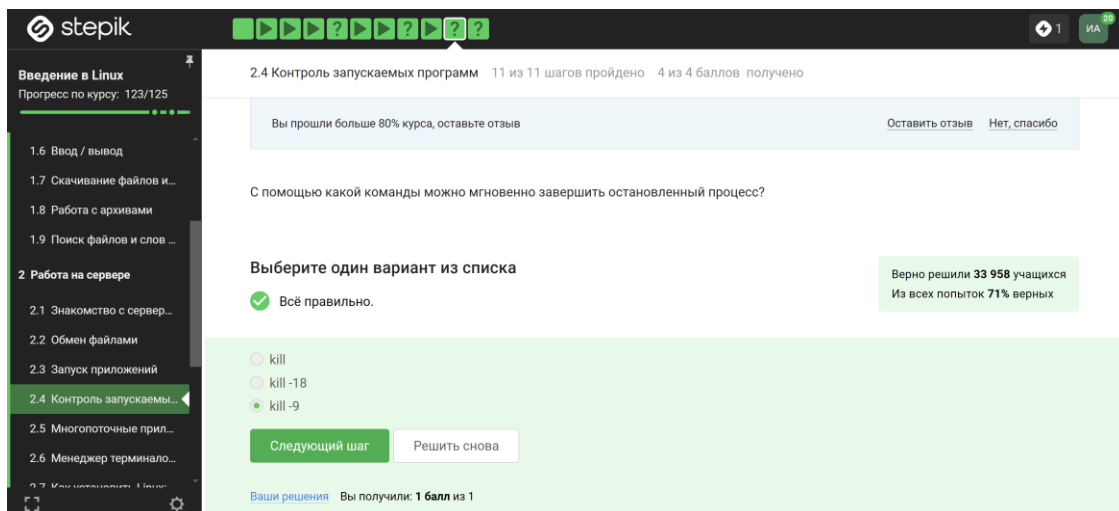 stepik
1
ИА
20
Введение в Linux
Прогресс по курсу: 123/125
1.6 Ввод / вывод
1.7 Скачивание файлов и...
1.8 Работа с архивами
1.9 Поиск файлов и слов ...
2 Работа на сервере
2.1 Знакомство с сервер...
2.2 Обмен файлами
2.3 Запуск приложений
2.4 Контроль запускаемы...
2.5 Многопоточные прил...
2.6 Менеджер терминало...
2.4 Контроль запускаемых программ 11 из 11 шагов пройдено 4 из 4 баллов получено
Вы прошли больше 80% курса, оставьте отзыв Оставить отзыв Нет, спасибо
С помощью какой команды можно мгновенно завершить остановленный процесс?
Выберите один вариант из списка
Всё правильно.
Верно решили 33 958 учащихся
Из всех попыток 71% верных
kill
kill -18
kill -9
Следующий шаг Решить снова
Ваши решения Вы получили: 1 балл из 1